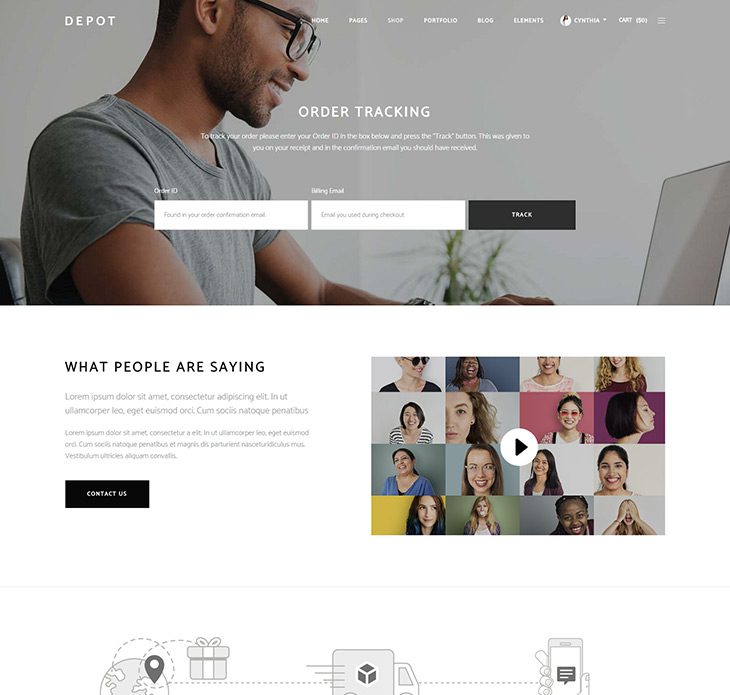 DEPOT
HOME PAGES SHOP PORTFOLIO BLOG ELEMENTS CYNTHIA CART ($0)
ORDER TRACKING
To track your order please enter your Order ID in the box below and press the "Track" button. This was given to
you on your receipt and in the confirmation email you should have received.
Order ID Billing Email
Found in your order confirmation email. Email you used during checkout. TRACK
WHAT PEOPLE ARE SAYING
Lorem ipsum dolor sit amet, consectetur adipiscing elit. In ut
ullamcorper leo, eget euismod orci. Cum sociis natoque penatibus
Lorem ipsum dolor sit amet, consectetur adipiscing elit. In ut ullamcorper leo, eget euismod
orci. Cum sociis natoque penatibus et magnis dis parturient nasceturidiculus mus.
Vestibulum ultricies aliquam convallis.
CONTACT US